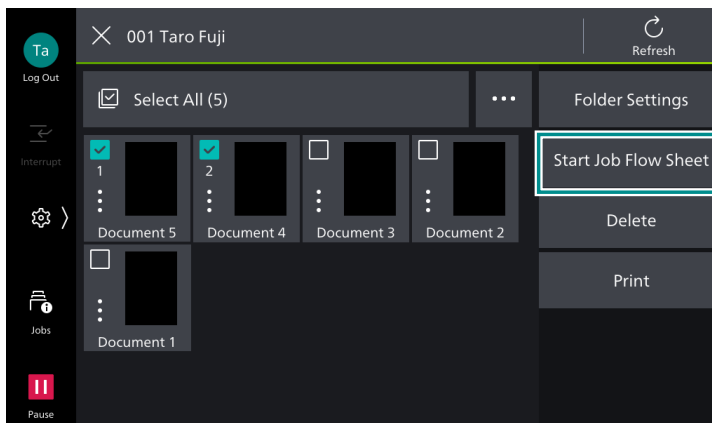 Ta
Log Out
Interrupt
Jobs
Pause
001 Taro Fuji
Refresh
Select All (5)
1
Document 5
2
Document 4
Document 3
Document 2
Document 1
Folder Settings
Start Job Flow Sheet
Delete
Print